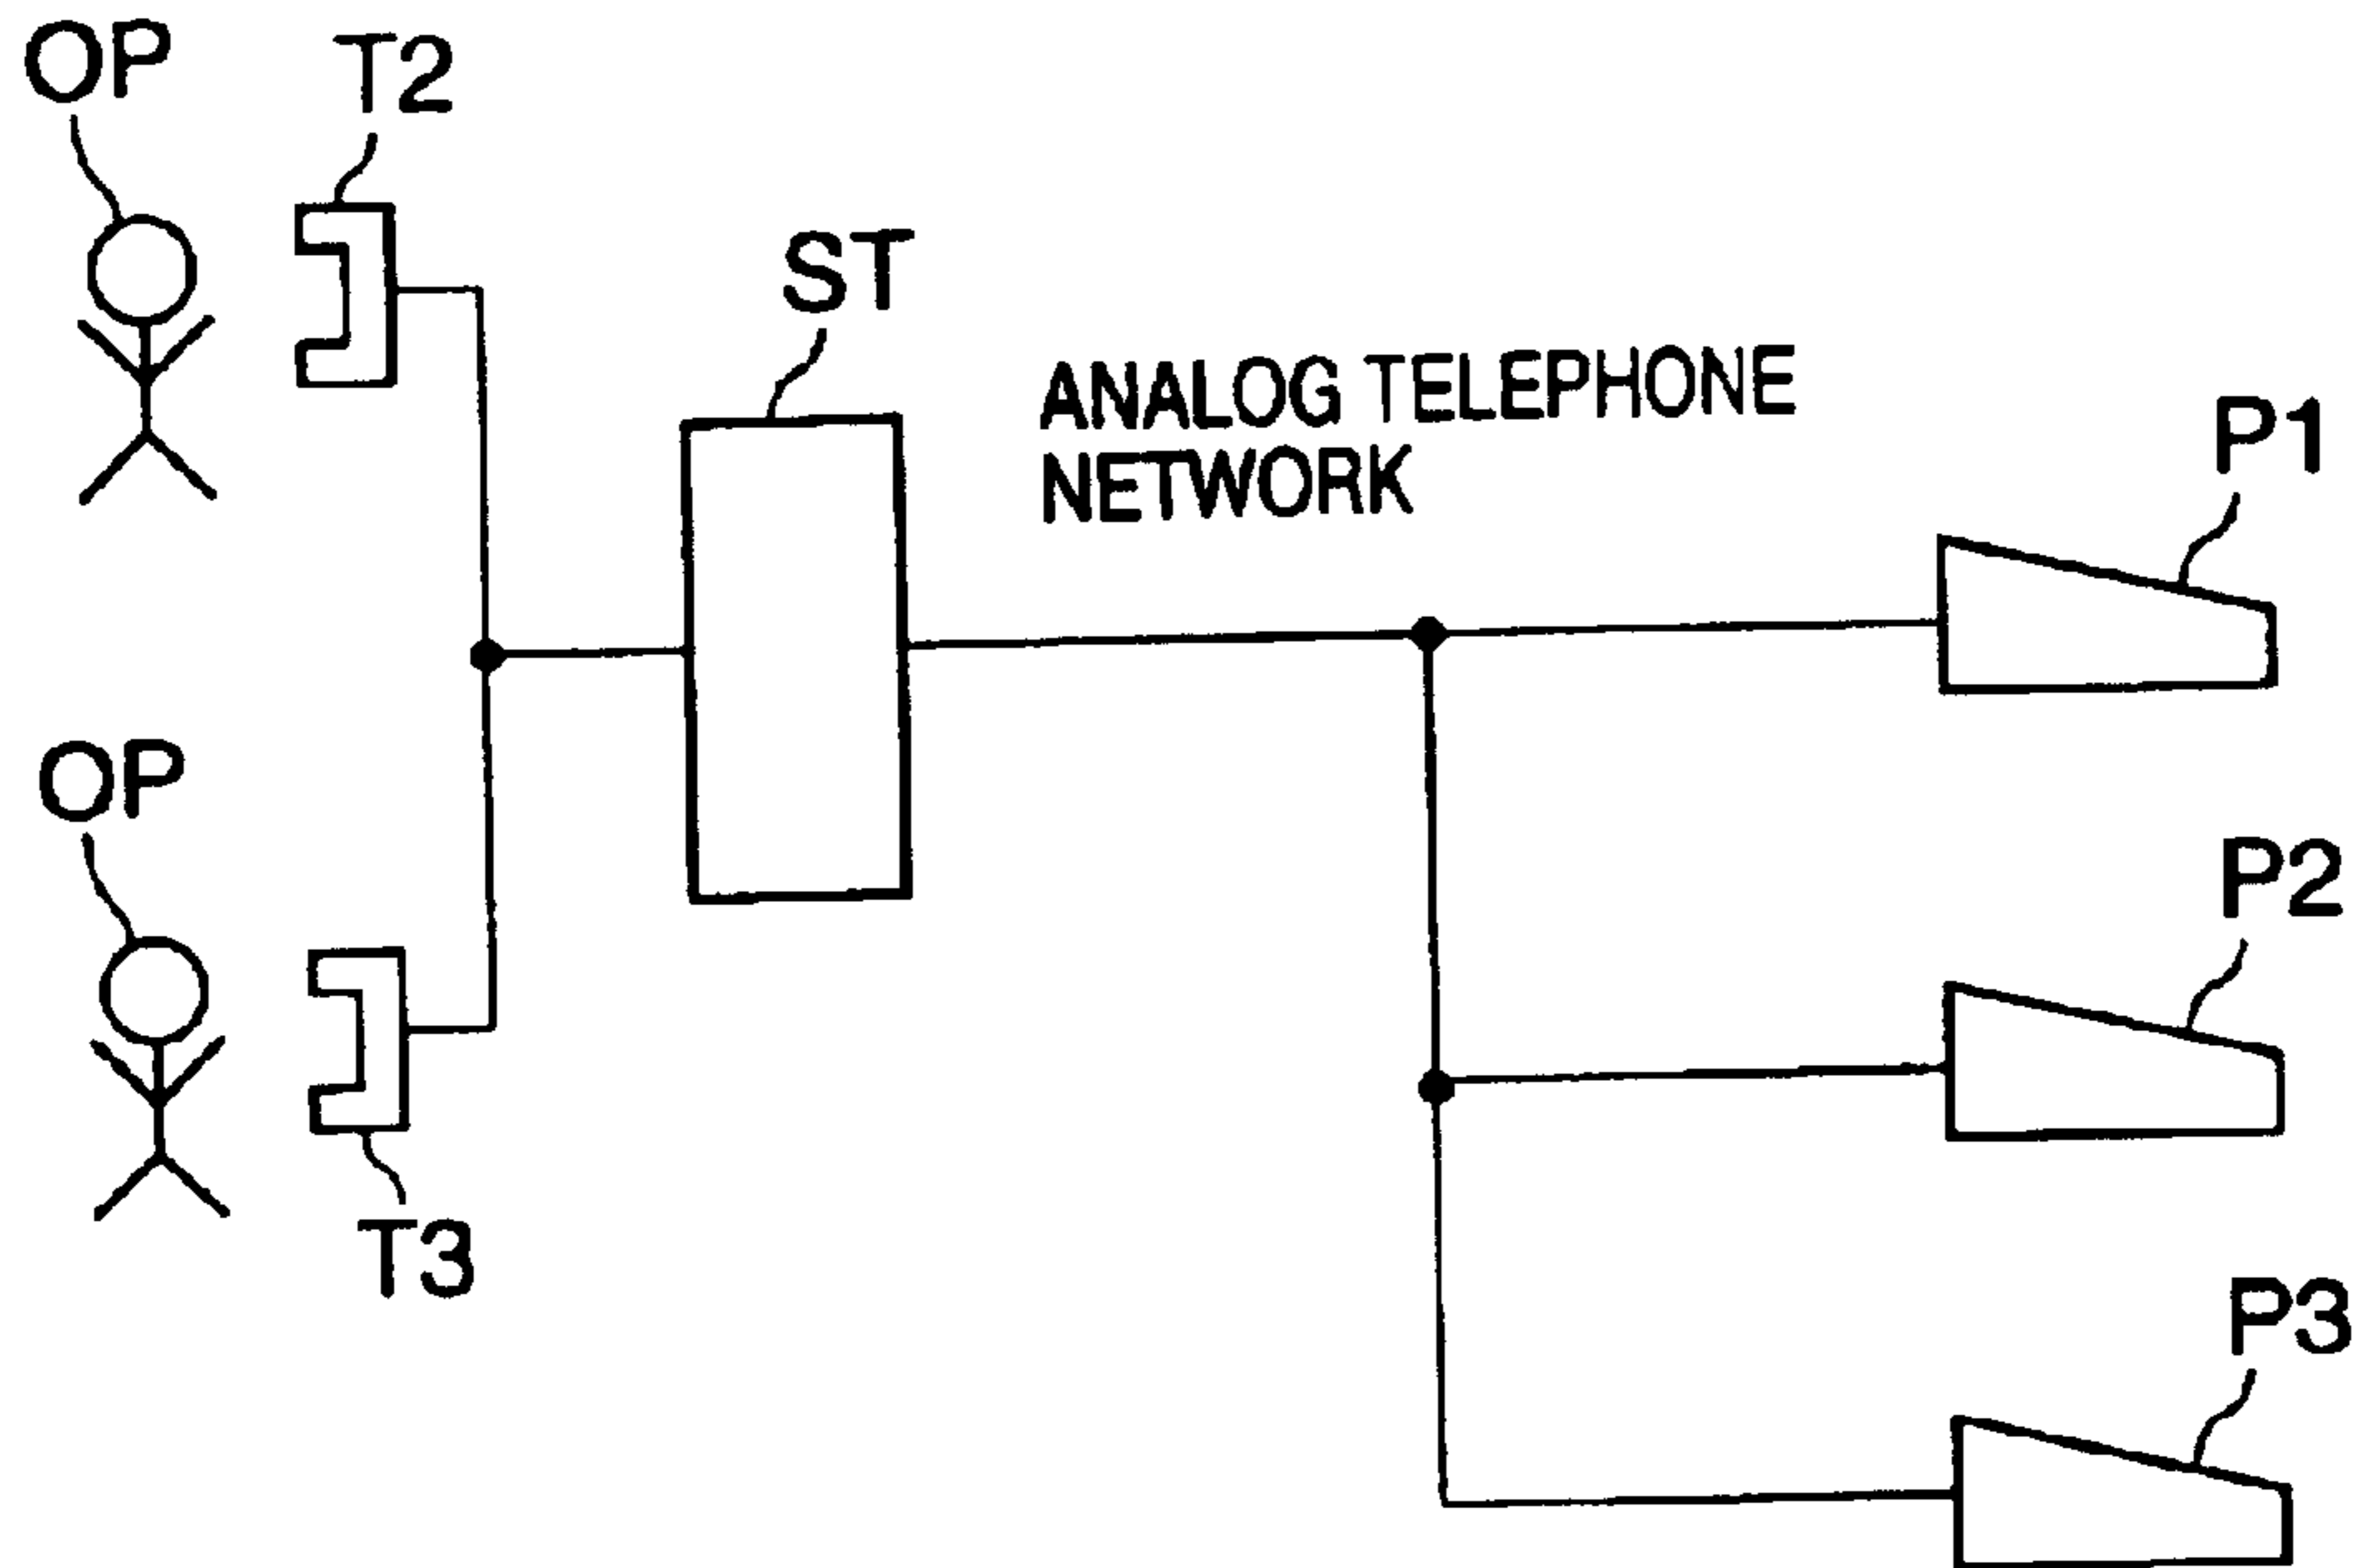 OP
T2
ST
ANALOG TELEPHONE
NETWORK
P1
OP
P2
T3
P3